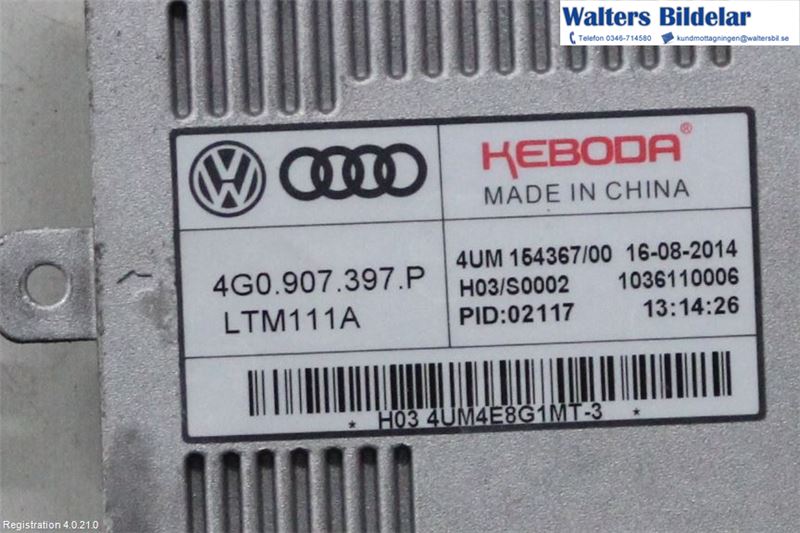 Walters Bildelar
Telefon 0346-714580 kundmottagningen@waltersbil.se
KEBODA®
MADE IN CHINA
4G0.907.397.P
LTM111A
4UM 154367/00 16-08-2014
H03/S0002 1036110006
PID:02117 13:14:26
* H03 4UM4E8G1MT-3 *
Registration 4.0.21.0